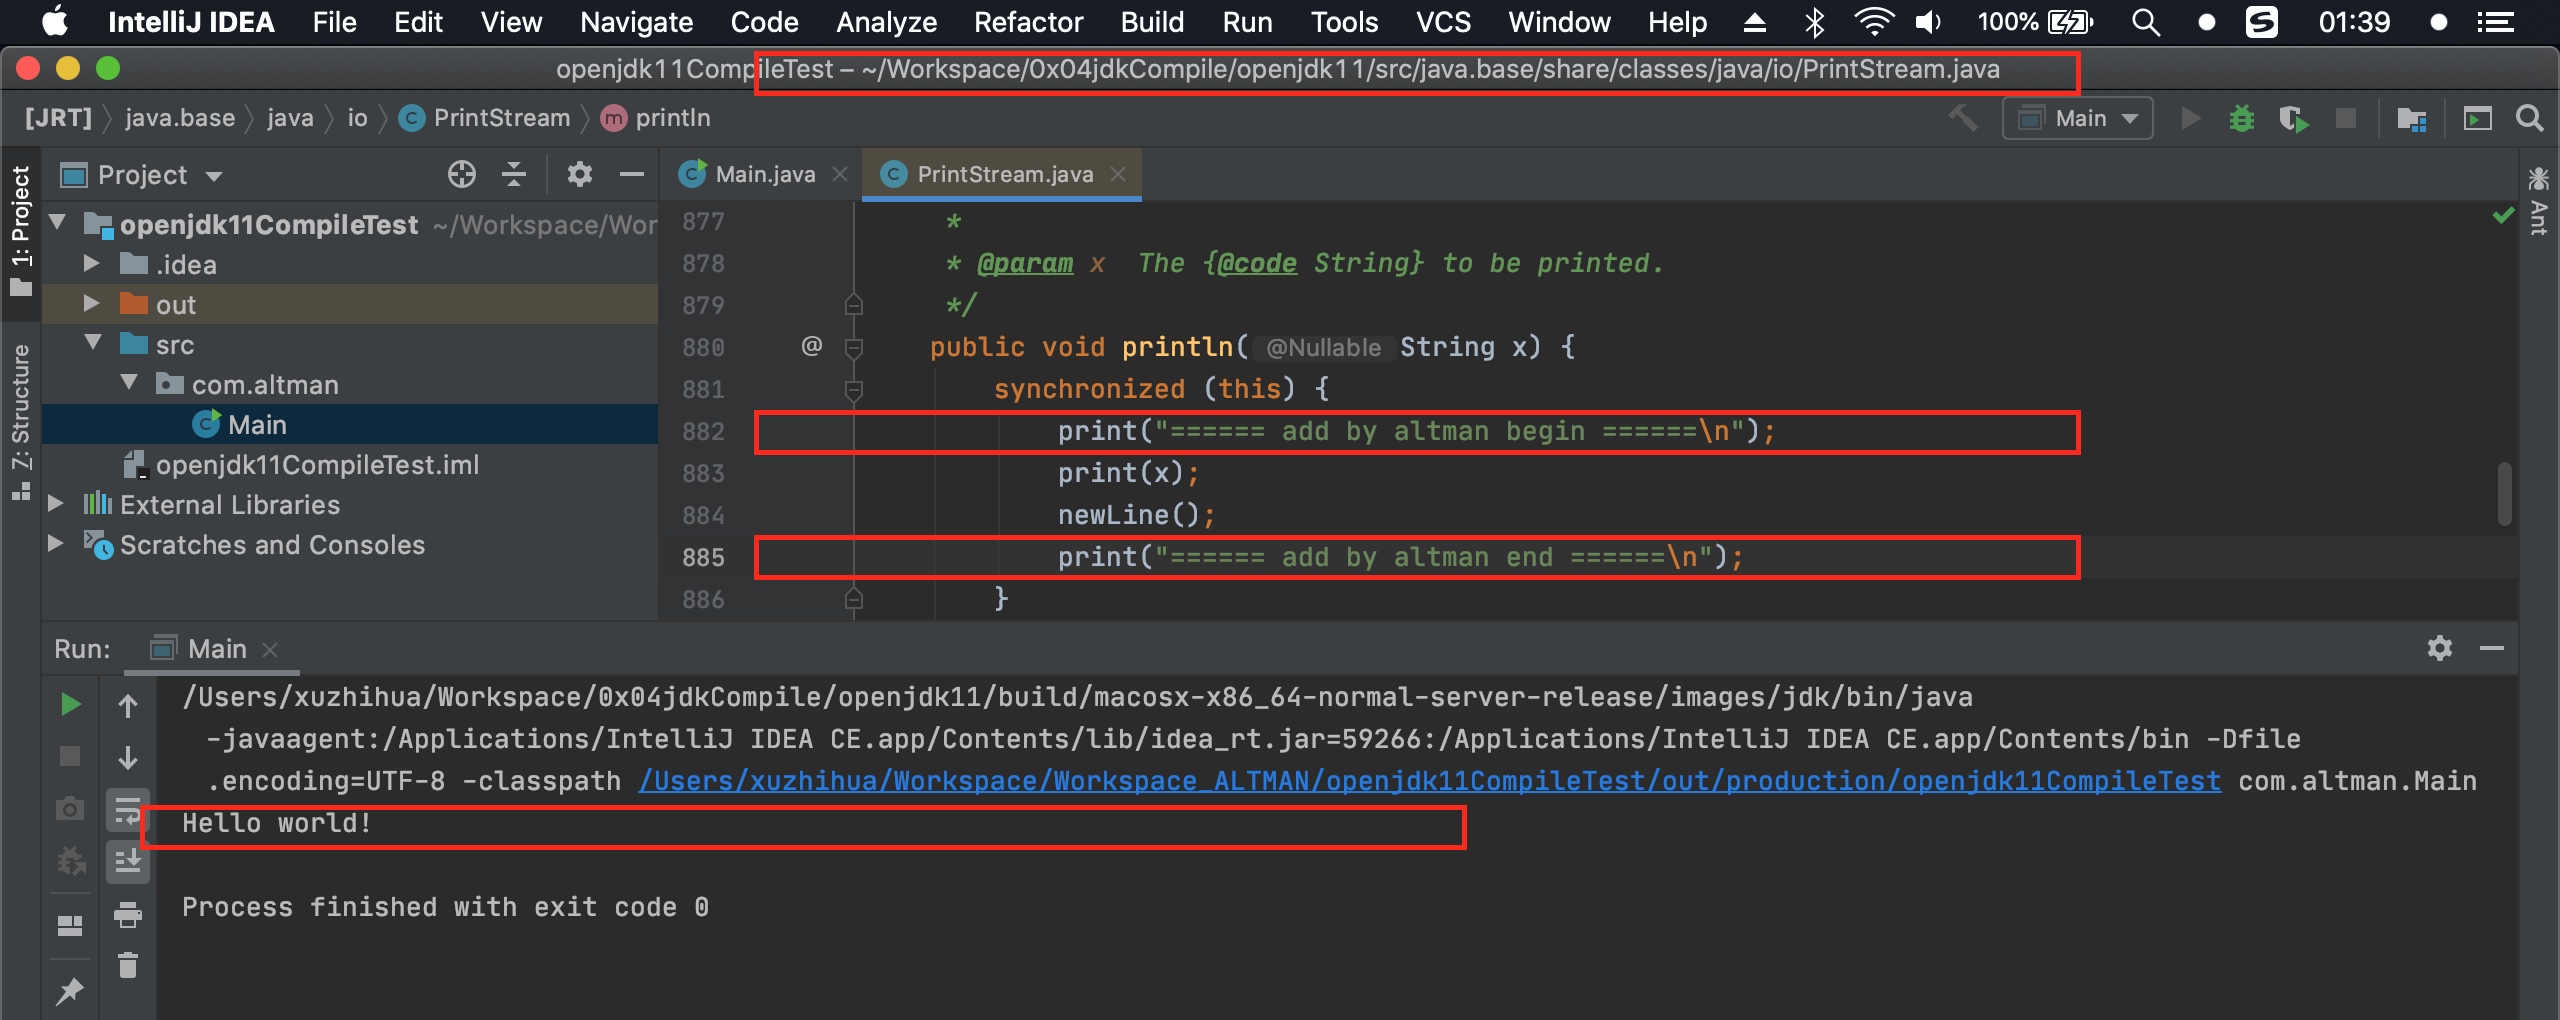 IntelliJ IDEA File Edit View Navigate Code Analyze Refactor Build Run Tools VCS Window Help 100% 01:39
openjdk11CompileTest – ~/Workspace/0x04jdkCompile/openjdk11/src/java.base/share/classes/java/io/PrintStream.java
[JRT] java.base java io PrintStream println Main
1: Project
Z: Structure
Project
openjdk11CompileTest ~/Workspace/Wor
.idea
out
src
com.altman
Main
openjdk11CompileTest.iml
External Libraries
Scratches and Consoles
Main.java PrintStream.java
877 *
878 * @param x The {@code String} to be printed.
879 */
880 @ public void println( @Nullable String x) {
881 synchronized (this) {
882 print("====== add by altman begin ======\n");
883 print(x);
884 newLine();
885 print("====== add by altman end ======\n");
886 }
Ant
Run: Main
/Users/xuzhihua/Workspace/0x04jdkCompile/openjdk11/build/macosx-x86_64-normal-server-release/images/jdk/bin/java
-javaagent:/Applications/IntelliJ IDEA CE.app/Contents/lib/idea_rt.jar=59266:/Applications/IntelliJ IDEA CE.app/Contents/bin -Dfile
.encoding=UTF-8 -classpath /Users/xuzhihua/Workspace/Workspace_ALTMAN/openjdk11CompileTest/out/production/openjdk11CompileTest com.altman.Main
Hello world!
Process finished with exit code 0